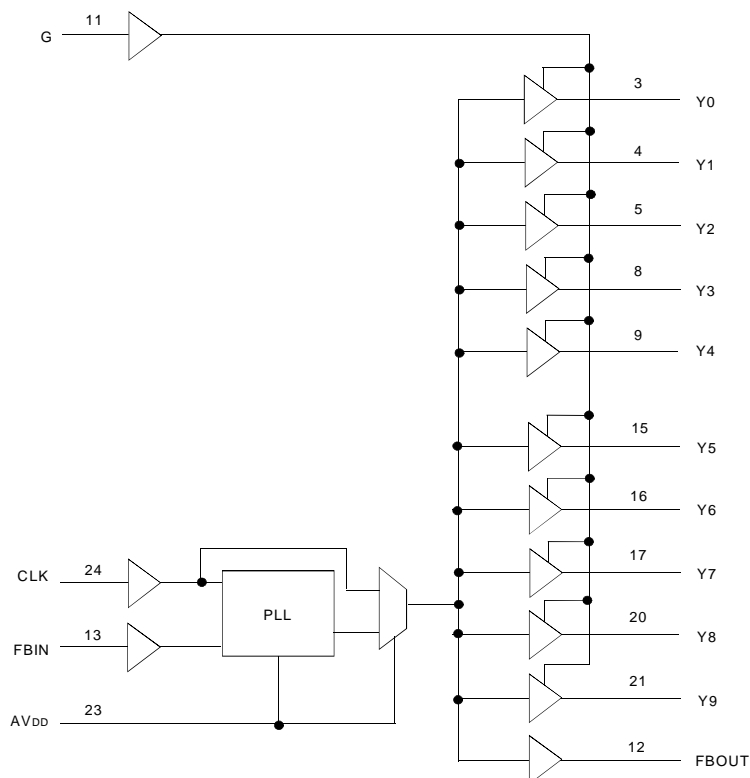 G 11
3 Y0
4 Y1
5 Y2
8 Y3
9 Y4
15 Y5
16 Y6
CLK 24
17 Y7
PLL
FBIN 13
20 Y8
21 Y9
AVDD 23
12 FBOUT